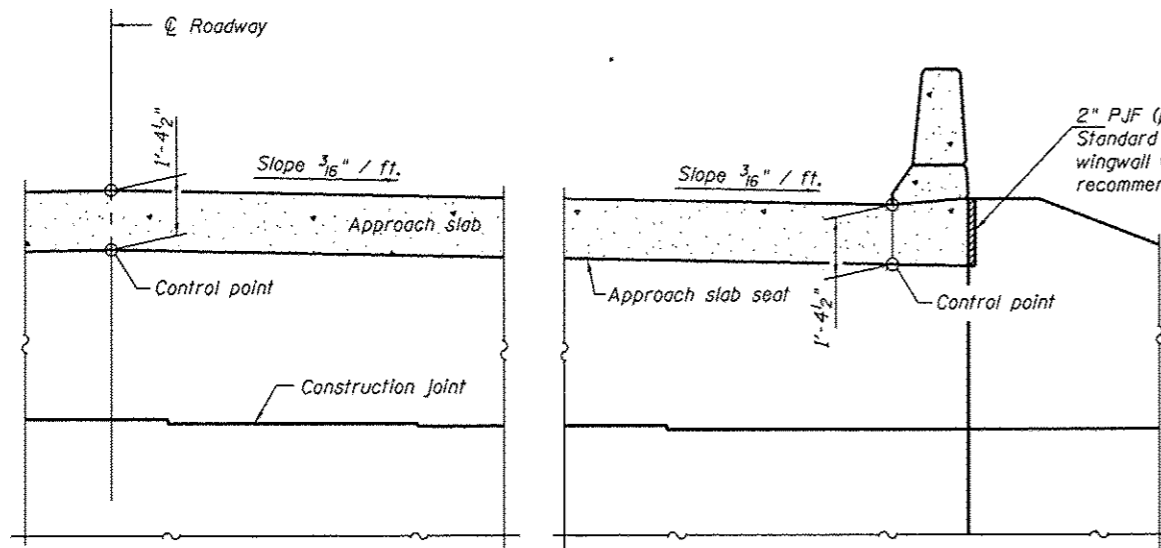 ℄ Roadway
1'-4½"
Slope 3/16" / ft.
Approach slab
Control point
Construction joint
2" PJF (
Standard
wingwall
recommer
Slope 3/16" / ft.
Approach slab seat
1'-4½"
Control point